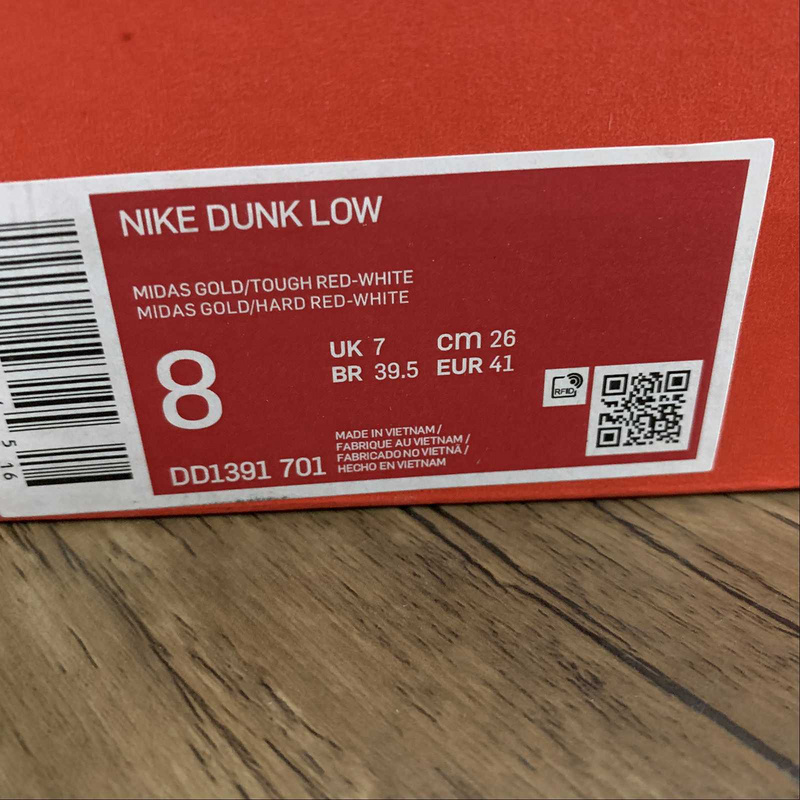 NIKE DUNK LOW
MIDAS GOLD/TOUGH RED-WHITE
MIDAS GOLD/HARD RED-WHITE
8
UK 7 cm 26
BR 39.5 EUR 41
RFID
MADE IN VIETNAM /
FABRIQUE AU VIETNAM /
FABRICADO NO VIETNÃ /
HECHO EN VIETNAM
DD1391 701
5 16